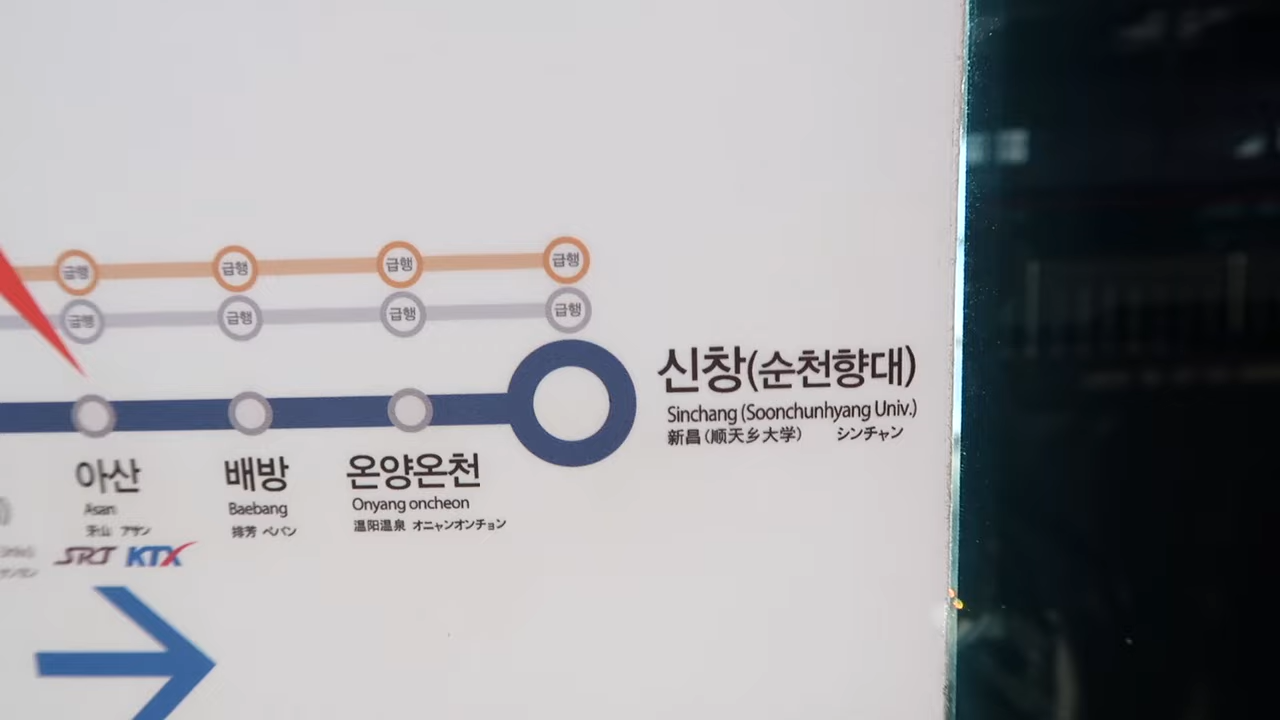 급행 급행 급행 급행
급행 급행 급행 급행
신창(순천향대)
Sinchang (Soonchunhyang Univ.)
新昌(顺天乡大学) シンチャン
아산
Asan
牙山 アサン
SRT KTX
배방
Baebang
排芳 ペバン
온양온천
Onyang oncheon
温阳温泉 オニャンオンチョン